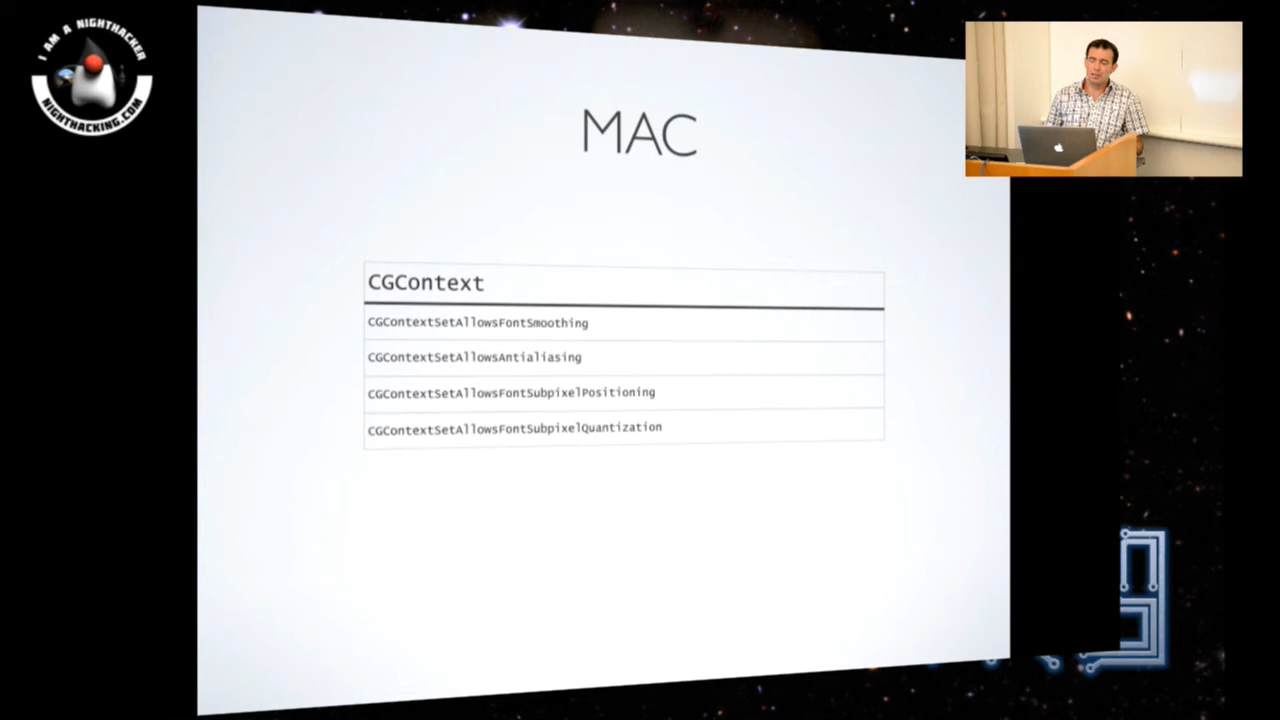 I AM A NIGHTHACKER
NIGHTHACKING.COM
MAC
CGContext
CGContextSetAllowsFontSmoothing
CGContextSetAllowsAntialiasing
CGContextSetAllowsFontSubpixelPositioning
CGContextSetAllowsFontSubpixelQuantization